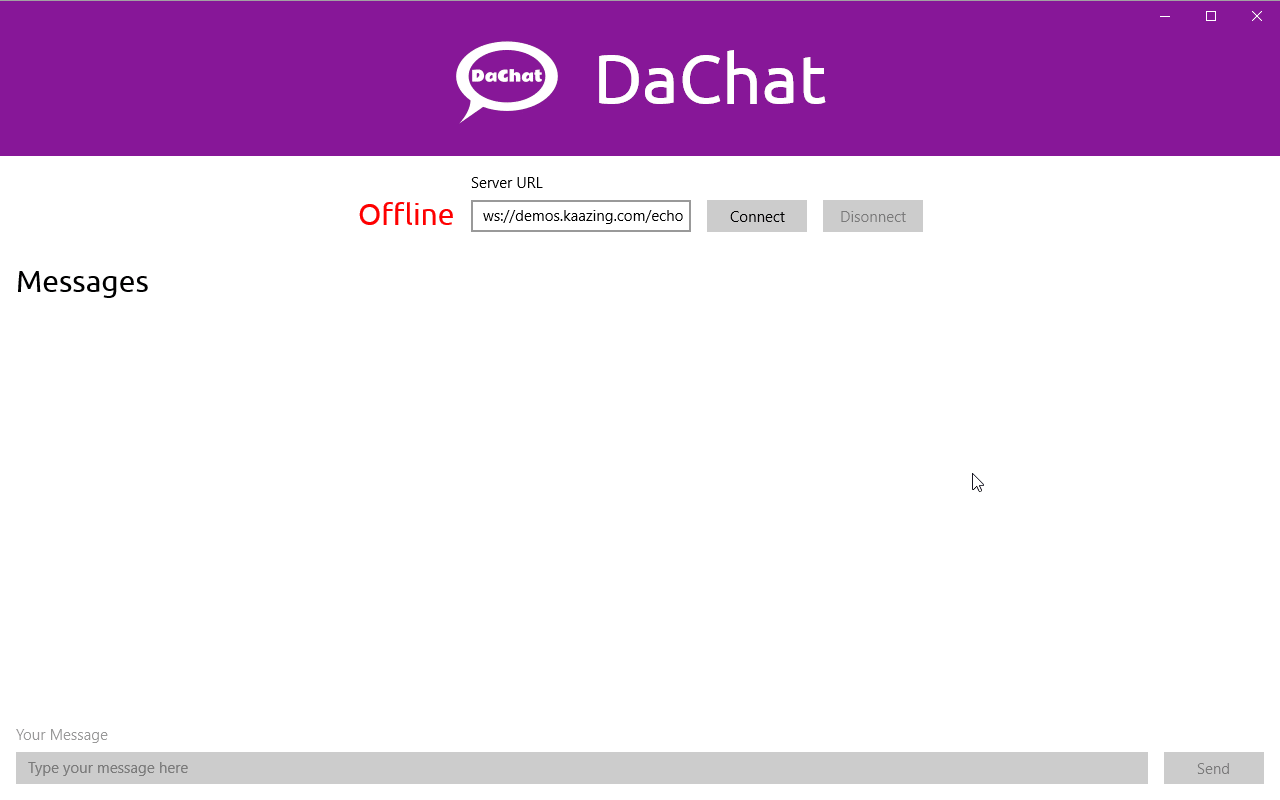 DaChat
DaChat
Server URL
Offline
ws://demos.kaazing.com/echo
Connect
Disonnect
Messages
Your Message
Type your message here
Send